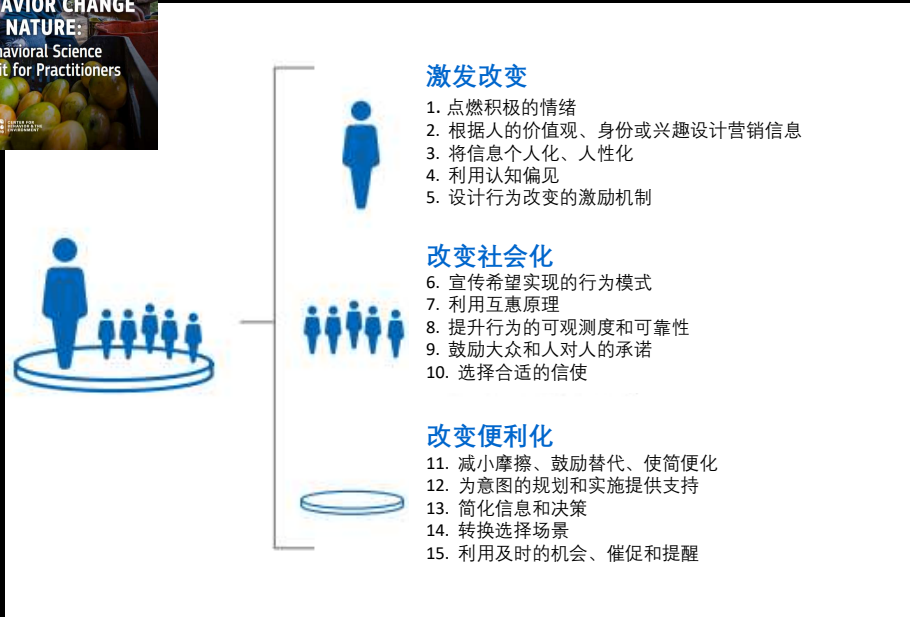 AVIOR CHANGE
NATURE:
havioral Science
it for Practitioners
CENTER FOR
BEHAVIOR & THE
ENVIRONMENT
激发改变
1. 点燃积极的情绪
2. 根据人的价值观、身份或兴趣设计营销信息
3. 将信息个人化、人性化
4. 利用认知偏见
5. 设计行为改变的激励机制
改变社会化
6. 宣传希望实现的行为模式
7. 利用互惠原理
8. 提升行为的可观测度和可靠性
9. 鼓励大众和人对人的承诺
10. 选择合适的信使
改变便利化
11. 减小摩擦、鼓励替代、使简便化
12. 为意图的规划和实施提供支持
13. 简化信息和决策
14. 转换选择场景
15. 利用及时的机会、催促和提醒